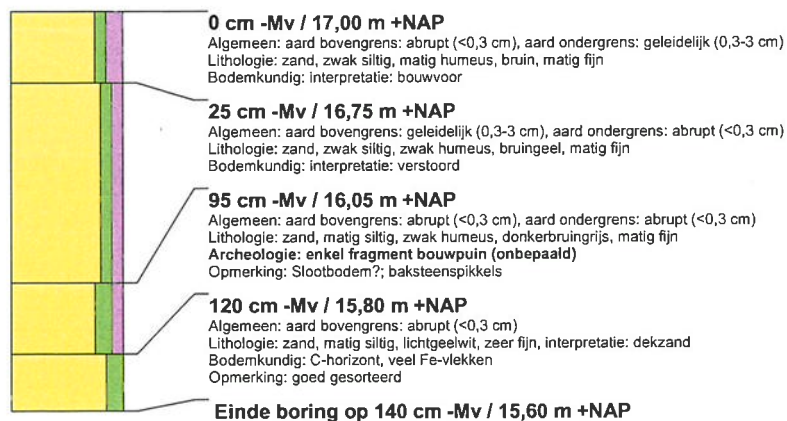 0 cm -Mv / 17,00 m +NAP
Algemeen: aard bovengrens: abrupt (<0,3 cm), aard ondergrens: geleidelijk (0,3-3 cm)
Lithologie: zand, zwak siltig, matig humeus, bruin, matig fijn
Bodemkundig: interpretatie: bouwvoor
25 cm -Mv / 16,75 m +NAP
Algemeen: aard bovengrens: geleidelijk (0,3-3 cm), aard ondergrens: abrupt (<0,3 cm)
Lithologie: zand, zwak siltig, zwak humeus, bruingeel, matig fijn
Bodemkundig: interpretatie: verstoord
95 cm -Mv / 16,05 m +NAP
Algemeen: aard bovengrens: abrupt (<0,3 cm), aard ondergrens: abrupt (<0,3 cm)
Lithologie: zand, matig siltig, zwak humeus, donkerbruingrijs, matig fijn
Archeologie: enkel fragment bouwpuin (onbepaald)
Opmerking: Slootbodem?; baksteenspikkels
120 cm -Mv / 15,80 m +NAP
Algemeen: aard bovengrens: abrupt (<0,3 cm)
Lithologie: zand, matig siltig, lichtgeelwit, zeer fijn, interpretatie: dekzand
Bodemkundig: C-horizont, veel Fe-vlekken
Opmerking: goed gesorteerd
Einde boring op 140 cm -Mv / 15,60 m +NAP